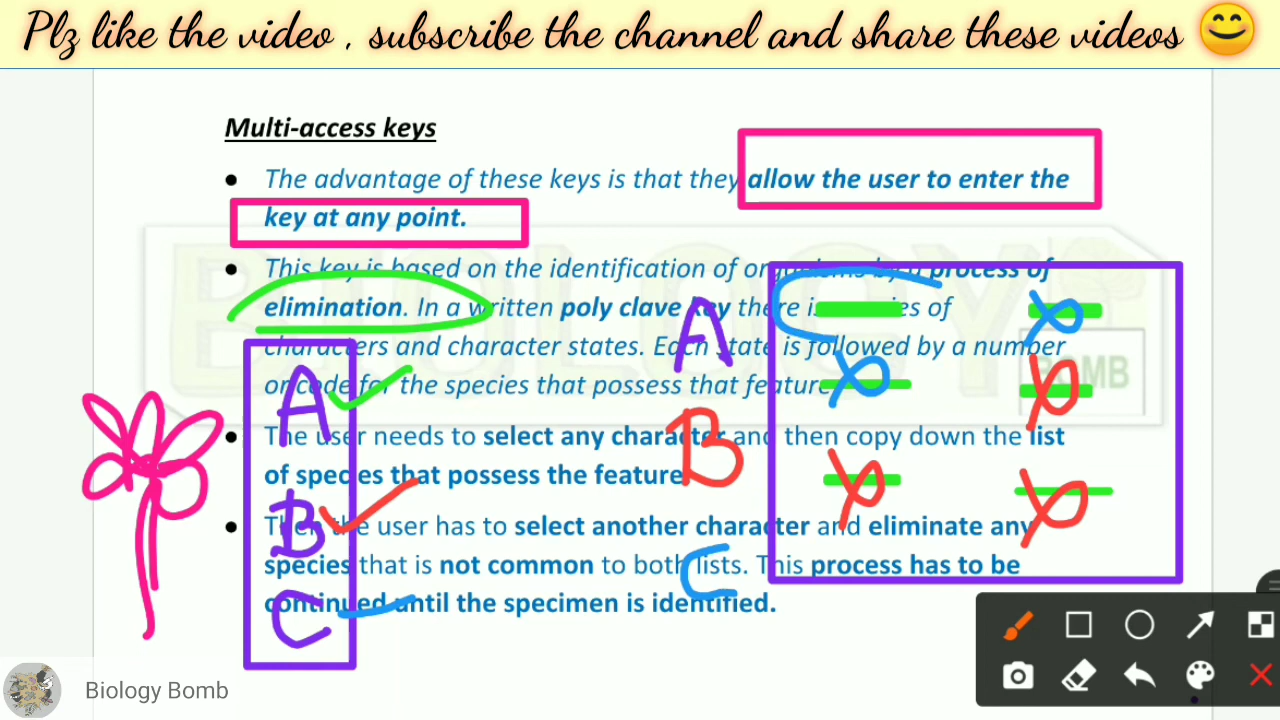 Plz like the video , subscribe the channel and share these videos
Multi-access keys
The advantage of these keys is that they allow the user to enter the
key at any point.
This key is based on the identification of organisms by a process of
elimination. In a written poly clave key there is series of
characters and character states. Each state is followed by a number
or code for the species that possess that feature
The user needs to select any character and then copy down the list
of species that possess the feature
Then the user has to select another character and eliminate any
species that is not common to both lists. This process has to be
continued until the specimen is identified.
A
B
C
A
B
C
BIOLOGY
BOMB
Biology Bomb